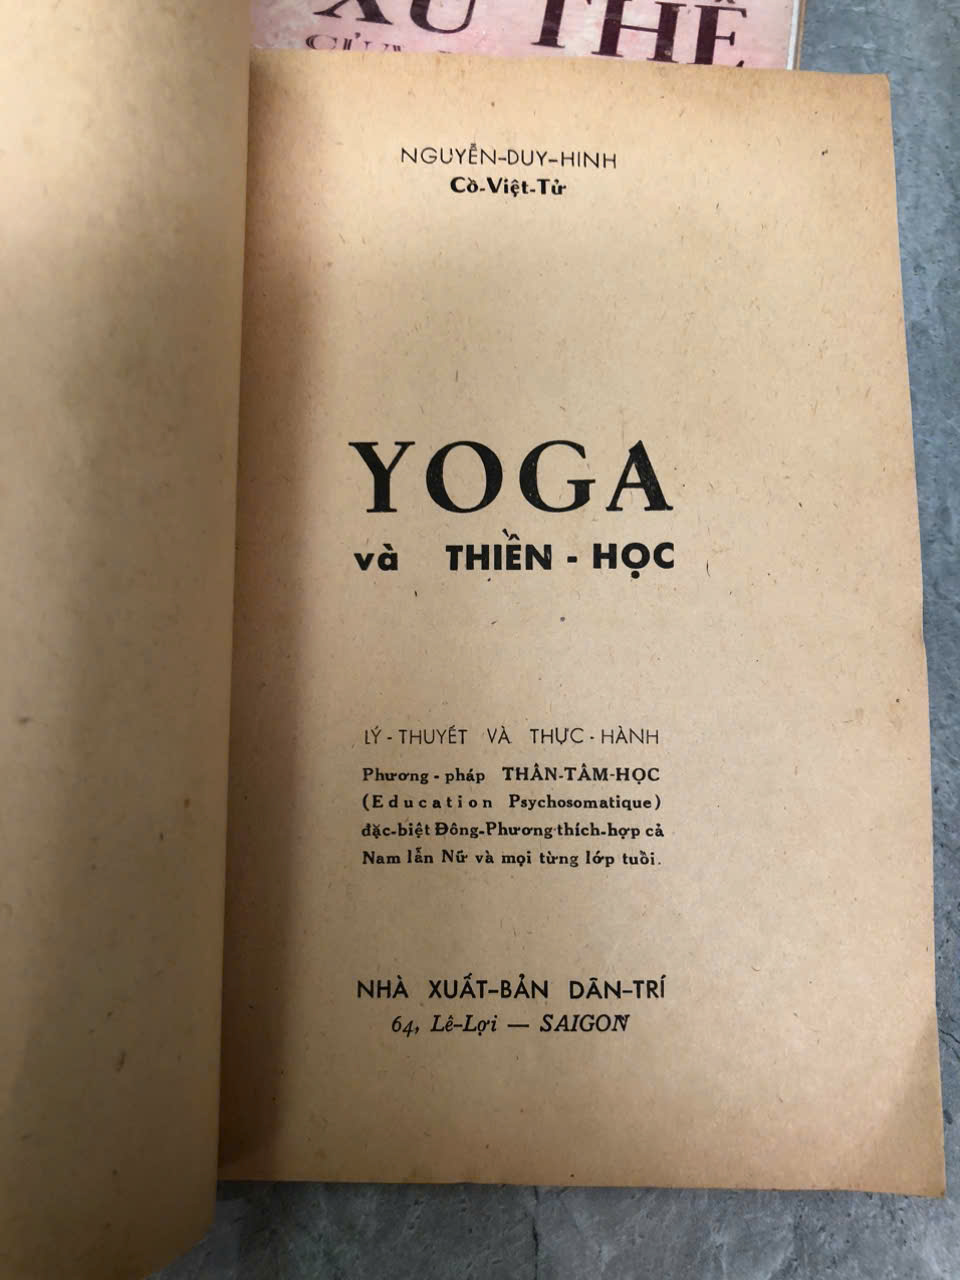 XỬ THẾ
NGUYỄN-DUY-HINH
Cồ-Việt-Tử
YOGA
và THIỀN - HỌC
LÝ - THUYẾT VÀ THỰC - HÀNH
Phương - pháp THÂN-TÂM-HỌC
(Education Psychosomatique)
đặc-biệt Đông-Phương thích-hợp cả
Nam lẫn Nữ và mọi từng lớp tuổi.
NHÀ XUẤT-BẢN DÂN-TRÍ
64, Lê-Lợi — SAIGON